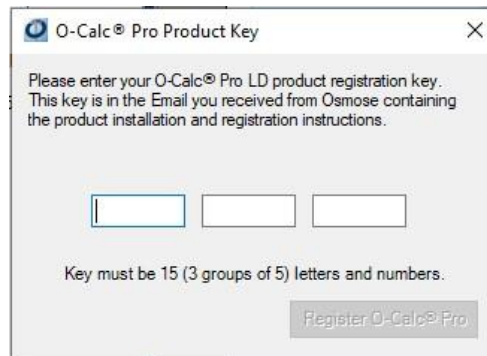 O-Calc® Pro Product Key
Please enter your O-Calc® Pro LD product registration key.
This key is in the Email you received from Osmose containing
the product installation and registration instructions.
Key must be 15 (3 groups of 5) letters and numbers.
Register O-Calc® Pro